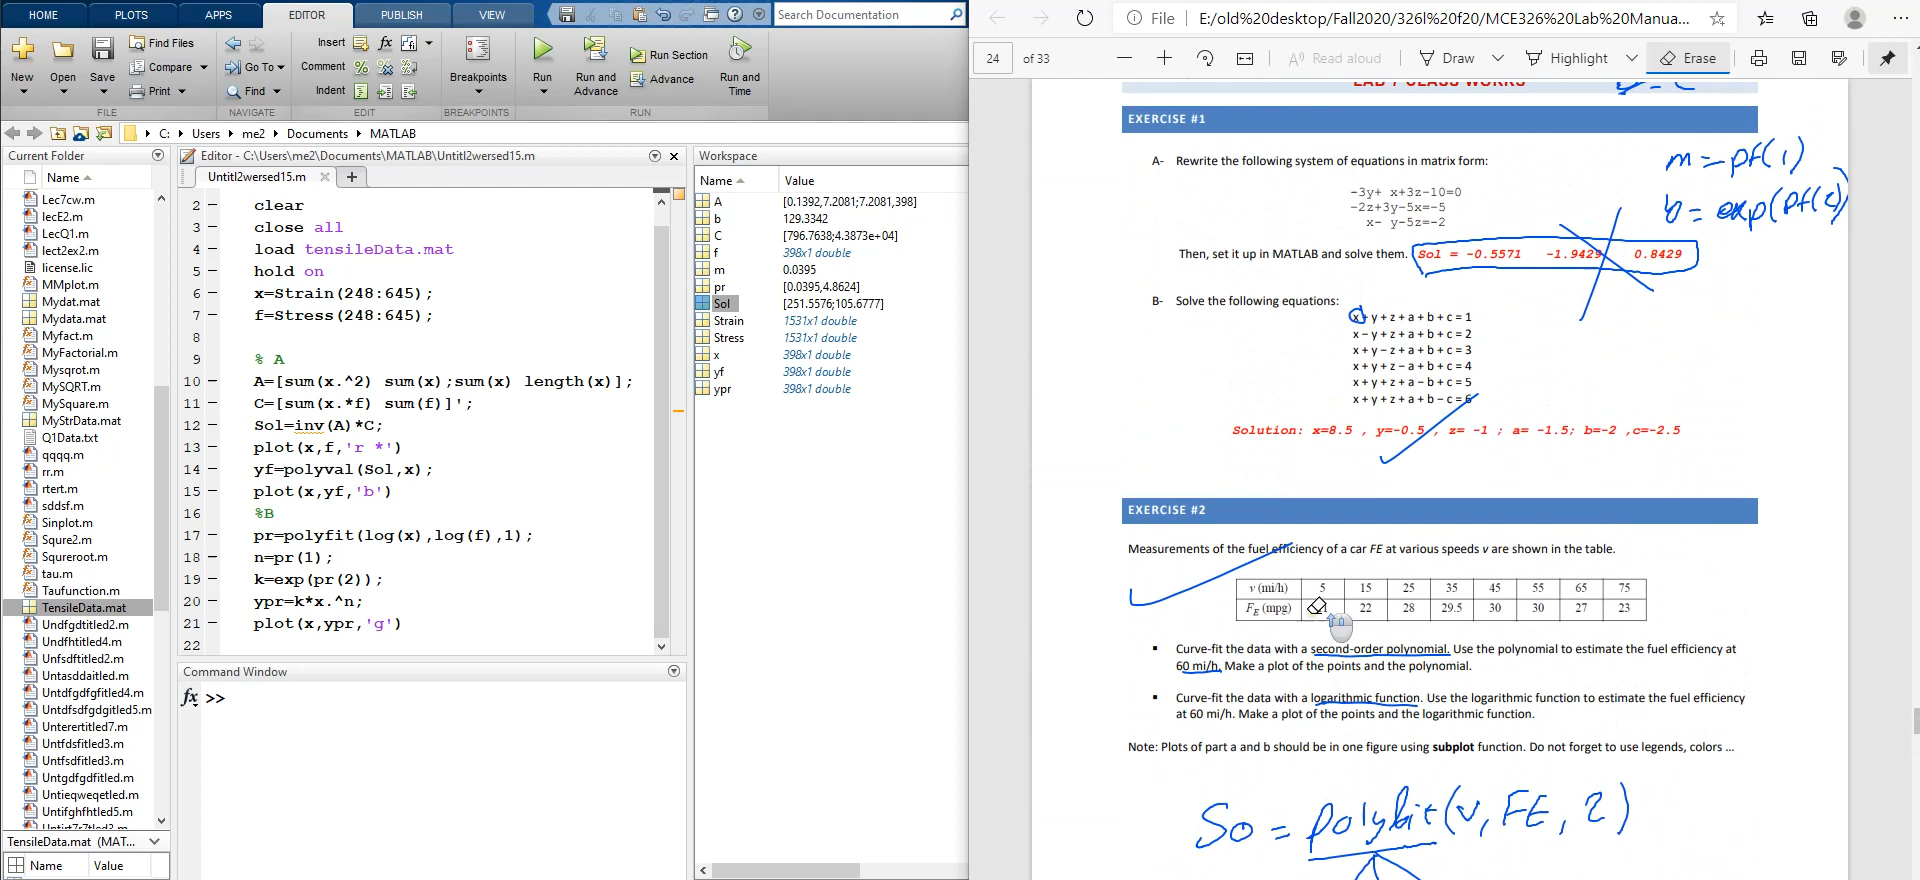 HOME PLOTS APPS EDITOR PUBLISH VIEW Search Documentation
New Open Save Find Files Compare Print
Go To Find
Insert fx Comment Indent
Breakpoints
Run Run and Advance Run Section Advance Run and Time
FILE NAVIGATE EDIT BREAKPOINTS RUN
C: Users me2 Documents MATLAB
Current Folder
Name
Lec7cw.m
lecE2.m
LecQ1.m
lect2ex2.m
license.lic
MMplot.m
Mydat.mat
Mydata.mat
Myfact.m
MyFactorial.m
Mysqrot.m
MySQRT.m
MySquare.m
MyStrData.mat
Q1Data.txt
qqqq.m
rr.m
rtert.m
sddsf.m
Sinplot.m
Squre2.m
Squreroot.m
tau.m
Taufunction.m
TensileData.mat
Undfgdtitled2.m
Undfhtitled4.m
Unfsdftitled2.m
Untasddaitled.m
Untdfgdfgfitled4.m
Untdfsdfgdgitled5.m
Unterertitled7.m
Untfdsfitled3.m
Untfsdfitled3.m
Untgdfgdfitled.m
Untieqweqetled.m
Untifghfhtled5.m
Untirt7r7tled3.m
TensileData.mat (MAT...
Name Value
Editor - C:\Users\me2\Documents\MATLAB\Untitl2wersed15.m
Untitl2wersed15.m
2 clear
3 close all
4 load tensileData.mat
5 hold on
6 x=Strain(248:645);
7 f=Stress(248:645);
8
9 % A
10 A=[sum(x.^2) sum(x);sum(x) length(x)];
11 C=[sum(x.*f) sum(f)]';
12 Sol=inv(A)*C;
13 plot(x,f,'r *')
14 yf=polyval(Sol,x);
15 plot(x,yf,'b')
16 %B
17 pr=polyfit(log(x),log(f),1);
18 n=pr(1);
19 k=exp(pr(2));
20 ypr=k*x.^n;
21 plot(x,ypr,'g')
22
Command Window
fx >>
Workspace
Name Value
A [0.1392,7.2081;7.2081,398]
b 129.3342
C [796.7638;4.3873e+04]
f 398x1 double
m 0.0395
pr [0.0395,4.8624]
Sol [251.5576;105.6777]
Strain 1531x1 double
Stress 1531x1 double
x 398x1 double
yf 398x1 double
ypr 398x1 double
File E:/old%20desktop/Fall2020/326l%20f20/MCE326%20Lab%20Manua...
24 of 33 Read aloud Draw Highlight Erase
LAB 7 CLASS WORKS
EXERCISE #1
A- Rewrite the following system of equations in matrix form:
-3y+ x+3z-10=0
-2z+3y-5x=-5
x- y-5z=-2
m = pf(1)
b = exp(pf(2))
Then, set it up in MATLAB and solve them. Sol = -0.5571 -1.9429 0.8429
B- Solve the following equations:
x + y + z + a + b + c = 1
x – y + z + a + b + c = 2
x + y – z + a + b + c = 3
x + y + z – a + b + c = 4
x + y + z + a – b + c = 5
x + y + z + a + b – c = 6
Solution: x=8.5 , y=-0.5 , z= -1 ; a= -1.5; b=-2 ,c=-2.5
EXERCISE #2
Measurements of the fuel efficiency of a car FE at various speeds v are shown in the table.
v (mi/h) 5 15 25 35 45 55 65 75
FE (mpg) 22 28 29.5 30 30 27 23
Curve-fit the data with a second-order polynomial. Use the polynomial to estimate the fuel efficiency at
60 mi/h. Make a plot of the points and the polynomial.
Curve-fit the data with a logarithmic function. Use the logarithmic function to estimate the fuel efficiency
at 60 mi/h. Make a plot of the points and the logarithmic function.
Note: Plots of part a and b should be in one figure using subplot function. Do not forget to use legends, colors ...
So = polyfit(v, FE, 2)